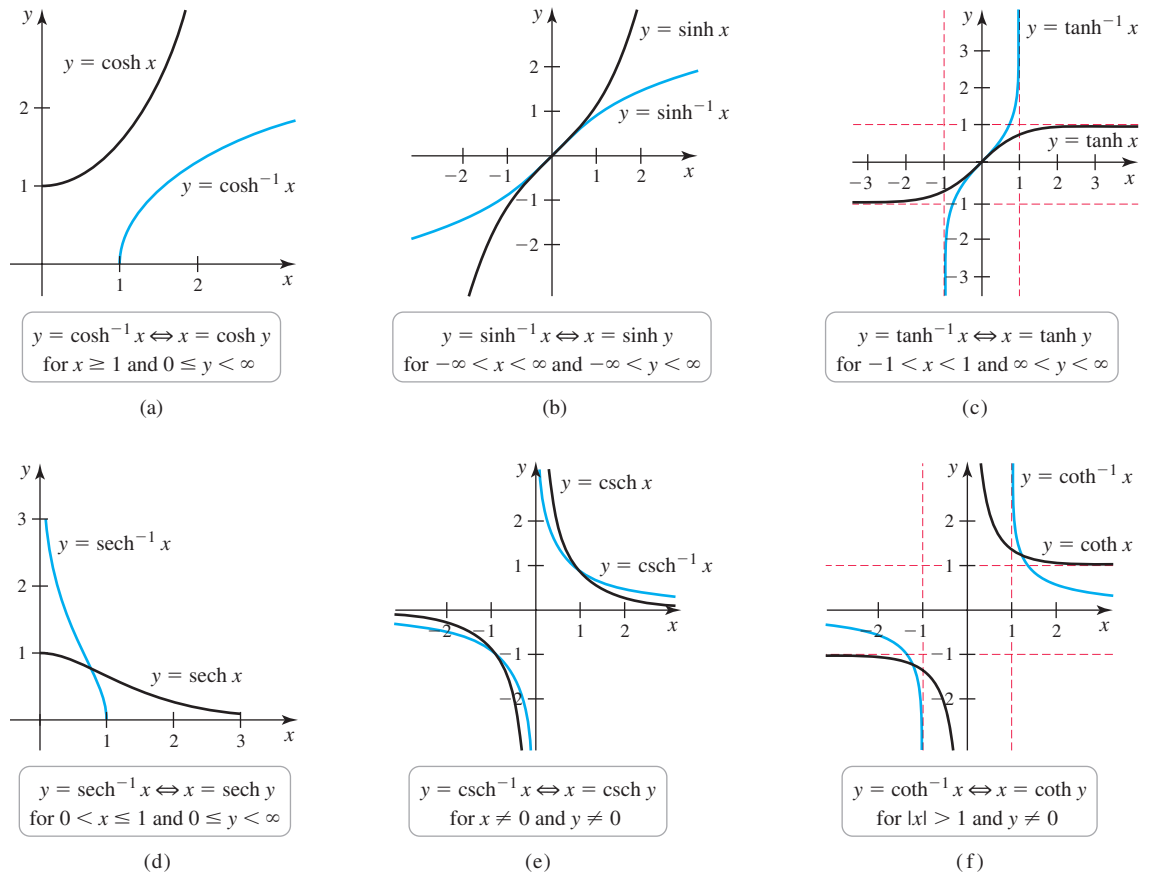 y
y = cosh x
2
1
y = cosh⁻¹ x
1 2 x
y = cosh⁻¹ x ⇔ x = cosh y
for x ≥ 1 and 0 ≤ y < ∞
(a)
y
y = sinh x
2
1
y = sinh⁻¹ x
−2 −1 1 2 x
−1
−2
y = sinh⁻¹ x ⇔ x = sinh y
for −∞ < x < ∞ and −∞ < y < ∞
(b)
y
y = tanh⁻¹ x
3
2
1
y = tanh x
−3 −2 −1 1 2 3 x
−1
−2
−3
y = tanh⁻¹ x ⇔ x = tanh y
for −1 < x < 1 and ∞ < y < ∞
(c)
y
3
y = sech⁻¹ x
2
1
y = sech x
1 2 3 x
y = sech⁻¹ x ⇔ x = sech y
for 0 < x ≤ 1 and 0 ≤ y < ∞
(d)
y
y = csch x
2
1
y = csch⁻¹ x
−2 −1 1 2 x
−1
−2
y = csch⁻¹ x ⇔ x = csch y
for x ≠ 0 and y ≠ 0
(e)
y
y = coth⁻¹ x
2
y = coth x
1
−2 −1 1 2 x
−1
−2
y = coth⁻¹ x ⇔ x = coth y
for |x| > 1 and y ≠ 0
(f)